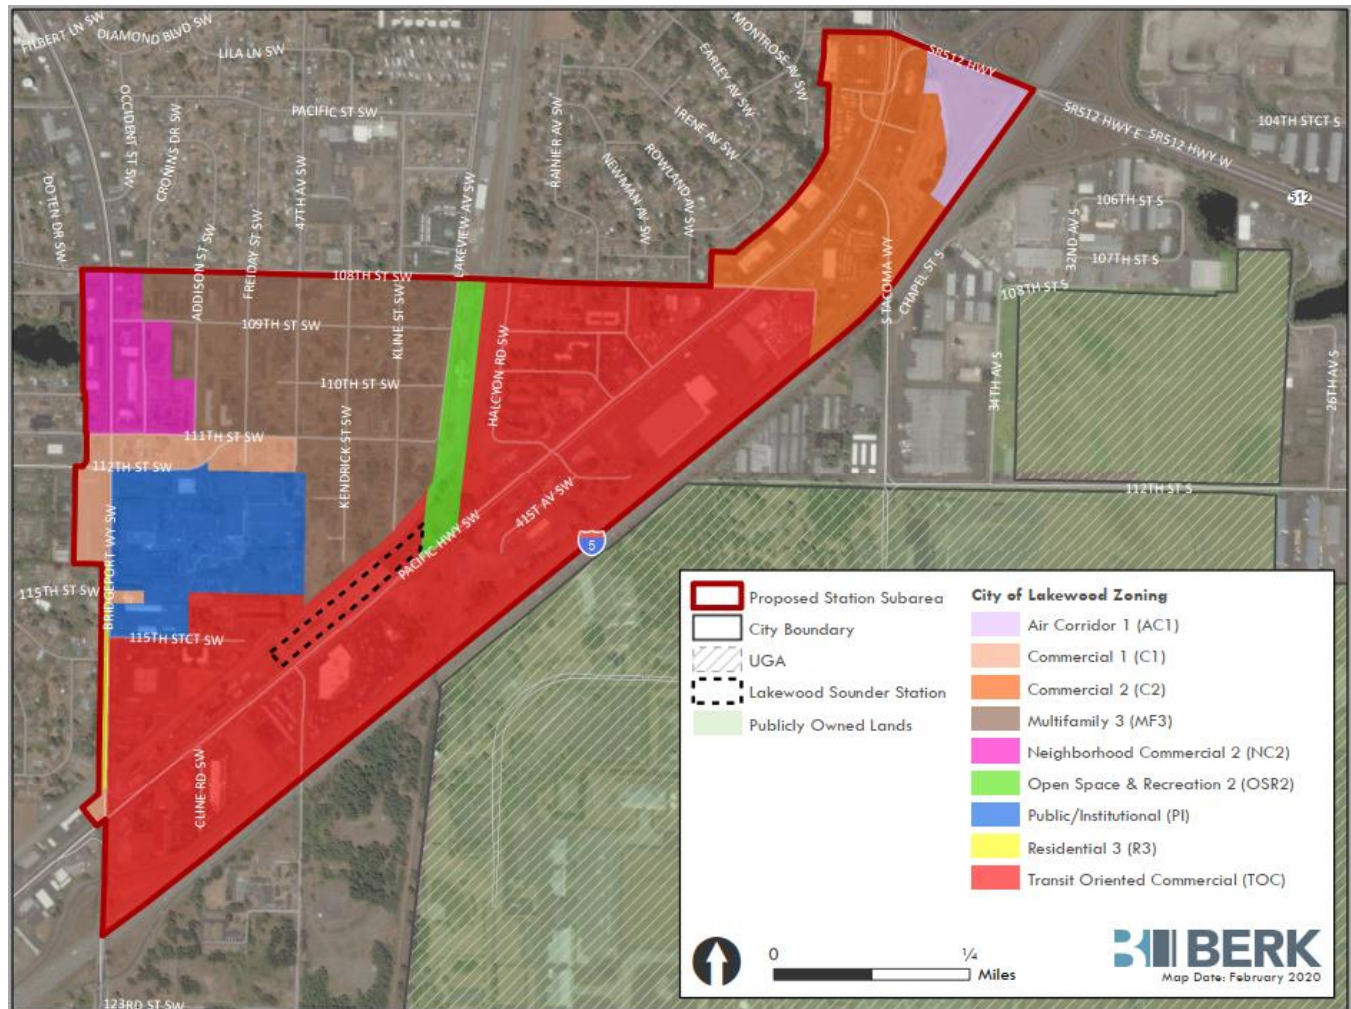 FILBERT LN SW
DIAMOND BLVD SW
LILA LN SW
MONTROSE AV SW
EARLEY AV SW
SR512 HWY
OCCIDENT ST SW
CRONINS DR SW
PACIFIC ST SW
IRENE AV SW
SR512 HWY E
SR512 HWY W
104TH STCT S
DOTEN DR SW
47TH AV SW
LAKEVIEW AV SW
RAINIER AV SW
NEWMAN AV SW
ROWLAND AV SW
512
106TH ST S
32ND AV S
107TH ST S
ADDISON ST SW
FREDAY ST SW
108TH ST SW
KLINE ST SW
S TACOMA WY
CHAPEL ST S
108TH ST S
109TH ST SW
HALCYON RD SW
110TH ST SW
34TH AV S
26TH AV S
111TH ST SW
112TH ST SW
KENDRICK ST SW
112TH ST S
41ST AV SW
BRIDGEPORT WY SW
PACIFIC HWY SW
5
115TH ST SW
115TH STCT SW
CLINE RD SW
123RD ST SW
Proposed Station Subarea
City Boundary
UGA
Lakewood Sounder Station
Publicly Owned Lands
City of Lakewood Zoning
Air Corridor 1 (AC1)
Commercial 1 (C1)
Commercial 2 (C2)
Multifamily 3 (MF3)
Neighborhood Commercial 2 (NC2)
Open Space & Recreation 2 (OSR2)
Public/Institutional (PI)
Residential 3 (R3)
Transit Oriented Commercial (TOC)
0
¼
Miles
BERK
Map Date: February 2020